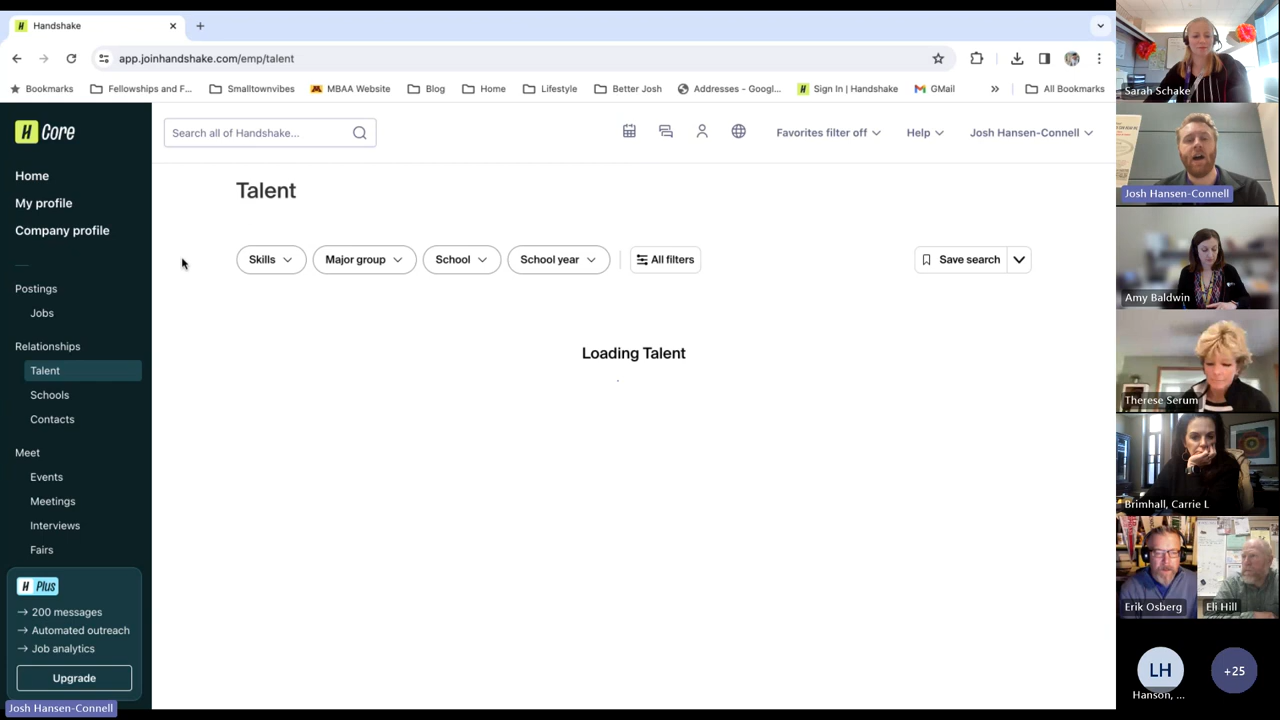 Handshake
app.joinhandshake.com/emp/talent
Bookmarks
Fellowships and F...
Smalltownvibes
MBAA Website
Blog
Home
Lifestyle
Better Josh
Addresses - Googl...
Sign In | Handshake
GMail
All Bookmarks
H Core
Home
My profile
Company profile
Postings
Jobs
Relationships
Talent
Schools
Contacts
Meet
Events
Meetings
Interviews
Fairs
H Plus
→ 200 messages
→ Automated outreach
→ Job analytics
Upgrade
Josh Hansen-Connell
Search all of Handshake...
Favorites filter off
Help
Josh Hansen-Connell
Talent
Skills
Major group
School
School year
All filters
Save search
Loading Talent
Sarah Schake
Josh Hansen-Connell
Amy Baldwin
Therese Serum
Brimhall, Carrie L
Erik Osberg
Eli Hill
LH
Hanson, ...
+25